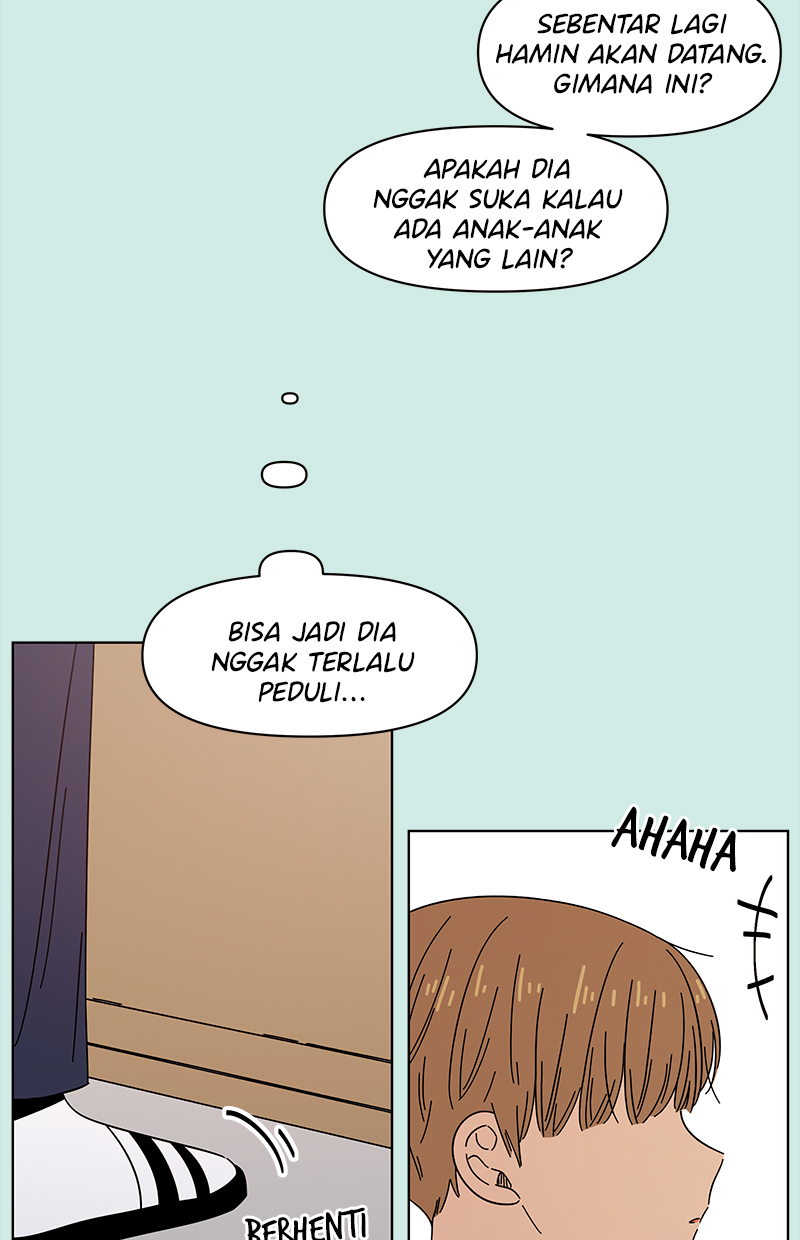 SEBENTAR LAGI
HAMIN AKAN DATANG.
GIMANA INI?
APAKAH DIA
NGGAK SUKA KALAU
ADA ANAK-ANAK
YANG LAIN?
BISA JADI DIA
NGGAK TERLALU
PEDULI...
AHAHA
BERHENTI